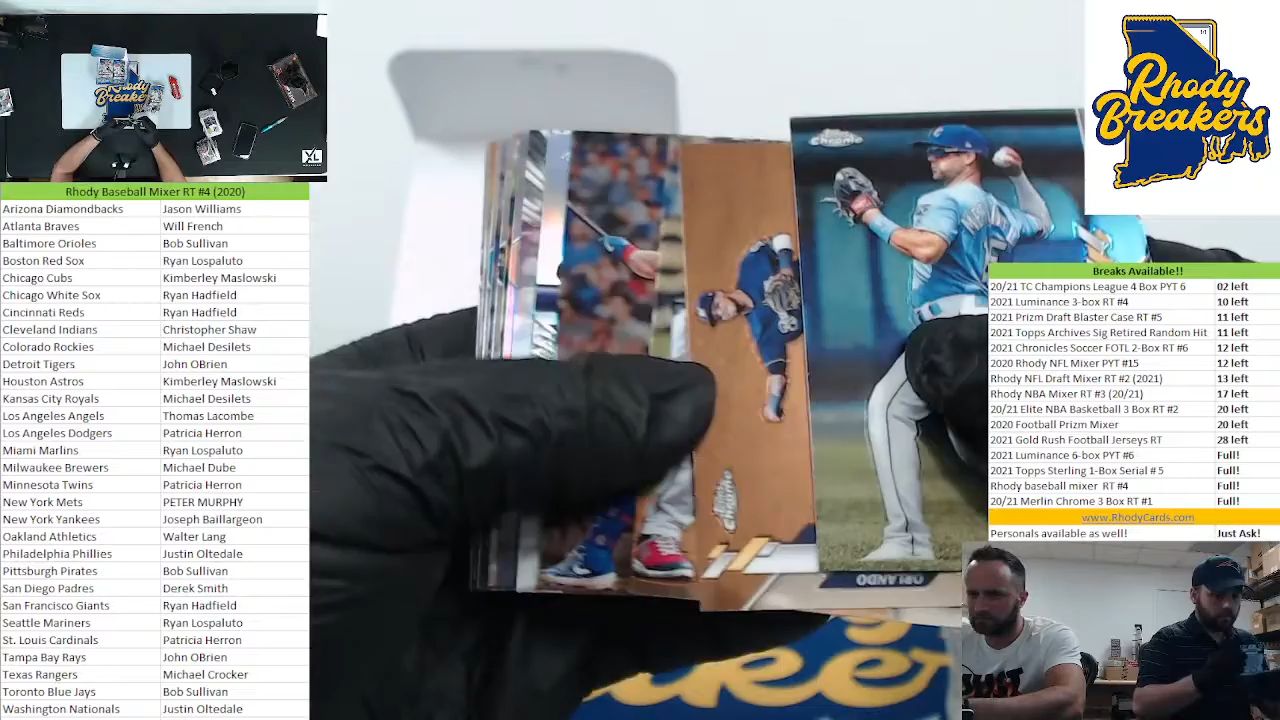 Rhody Baseball Mixer RT #4 (2020)
Arizona Diamondbacks Jason Williams
Atlanta Braves Will French
Baltimore Orioles Bob Sullivan
Boston Red Sox Ryan Lospaluto
Chicago Cubs Kimberley Maslowski
Chicago White Sox Ryan Hadfield
Cincinnati Reds Ryan Hadfield
Cleveland Indians Christopher Shaw
Colorado Rockies Michael Desilets
Detroit Tigers John OBrien
Houston Astros Kimberley Maslowski
Kansas City Royals Michael Desilets
Los Angeles Angels Thomas Lacombe
Los Angeles Dodgers Patricia Herron
Miami Marlins Ryan Lospaluto
Milwaukee Brewers Michael Dube
Minnesota Twins Patricia Herron
New York Mets PETER MURPHY
New York Yankees Joseph Baillargeon
Oakland Athletics Walter Lang
Philadelphia Phillies Justin Oltedale
Pittsburgh Pirates Bob Sullivan
San Diego Padres Derek Smith
San Francisco Giants Ryan Hadfield
Seattle Mariners Ryan Lospaluto
St. Louis Cardinals Patricia Herron
Tampa Bay Rays John OBrien
Texas Rangers Michael Crocker
Toronto Blue Jays Bob Sullivan
Washington Nationals Justin Oltedale
XL
Rhody
Breakers
Chrome
Chrome
ORLANDO
Rhody
Breakers
Breaks Available!!
20/21 TC Champions League 4 Box PYT 6 02 left
2021 Luminance 3-box RT #4 10 left
2021 Prizm Draft Blaster Case RT #5 11 left
2021 Topps Archives Sig Retired Random Hit 11 left
2021 Chronicles Soccer FOTL 2-Box RT #6 12 left
2020 Rhody NFL Mixer PYT #15 12 left
Rhody NFL Draft Mixer RT #2 (2021) 13 left
Rhody NBA Mixer RT #3 (20/21) 17 left
20/21 Elite NBA Basketball 3 Box RT #2 20 left
2020 Football Prizm Mixer 20 left
2021 Gold Rush Football Jerseys RT 28 left
2021 Luminance 6-box PYT #6 Full!
2021 Topps Sterling 1-Box Serial # 5 Full!
Rhody baseball mixer RT #4 Full!
20/21 Merlin Chrome 3 Box RT #1 Full!
www.RhodyCards.com
Personals available as well! Just Ask!